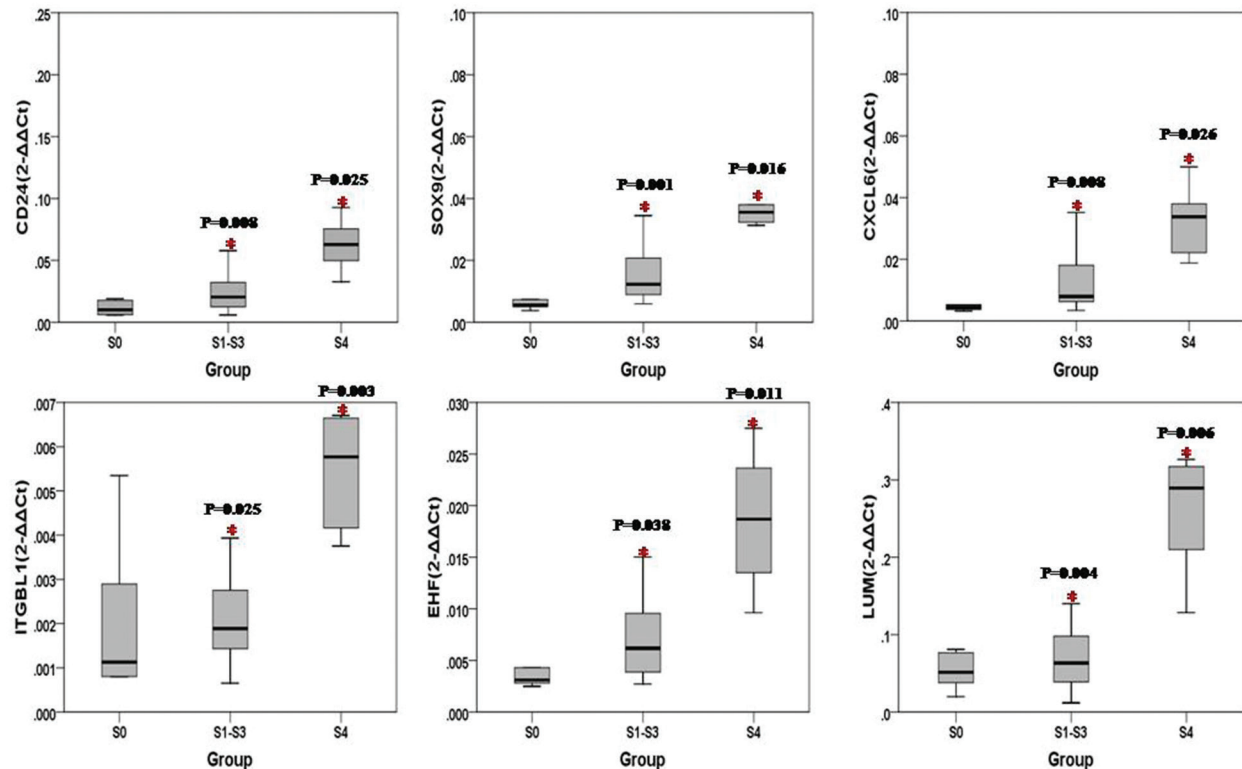 .25
.20
.15
.10
.05
.00
CD24(2-ΔΔCt)
P=0.008
P=0.025
S0
S1-S3
S4
Group
.10
.08
.06
.04
.02
.00
SOX9(2-ΔΔCt)
P=0.001
P=0.016
S0
S1-S3
S4
Group
.10
.08
.06
.04
.02
.00
CXCL6(2-ΔΔCt)
P=0.008
P=0.026
S0
S1-S3
S4
Group
.007
.006
.005
.004
.003
.002
.001
.000
ITGBL1(2-ΔΔCt)
P=0.025
P=0.003
S0
S1-S3
S4
Group
.030
.025
.020
.015
.010
.005
.000
EHF(2-ΔΔCt)
P=0.038
P=0.011
S0
S1-S3
S4
Group
.4
.3
.2
.1
.0
LUM(2-ΔΔCt)
P=0.004
P=0.006
S0
S1-S3
S4
Group